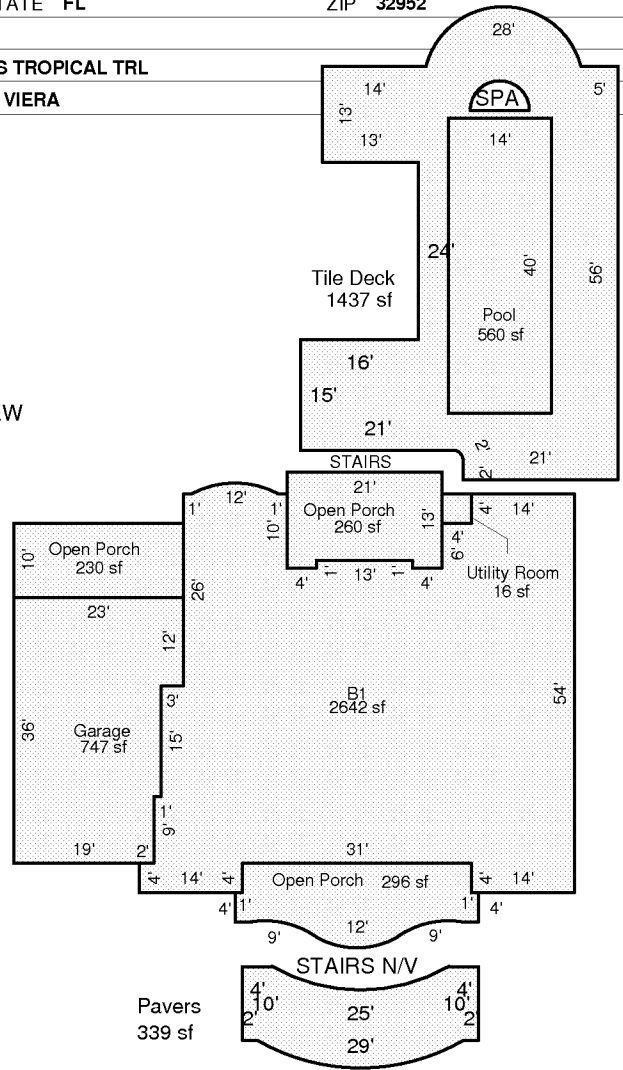 STATE FL ZIP 32952
S TROPICAL TRL
VIERA
28'
14'
5'
SPA
13'
13'
14'
24'
40'
56'
Tile Deck
1437 sf
Pool
560 sf
16'
15'
EW
21'
2'
21'
2'
STAIRS
12'
21'
1'
1'
Open Porch
260 sf
10'
13'
4'
14'
4'
6'
10'
Open Porch
230 sf
4'
1'
13'
1'
4'
Utility Room
16 sf
26'
23'
12'
54'
3'
B1
2642 sf
36'
Garage
747 sf
15'
1'
9'
19'
2'
31'
4'
14'
4'
Open Porch 296 sf
4'
14'
4'
1'
1'
4'
9'
12'
9'
STAIRS N/V
4'
4'
Pavers
339 sf
10'
10'
2'
25'
2'
29'